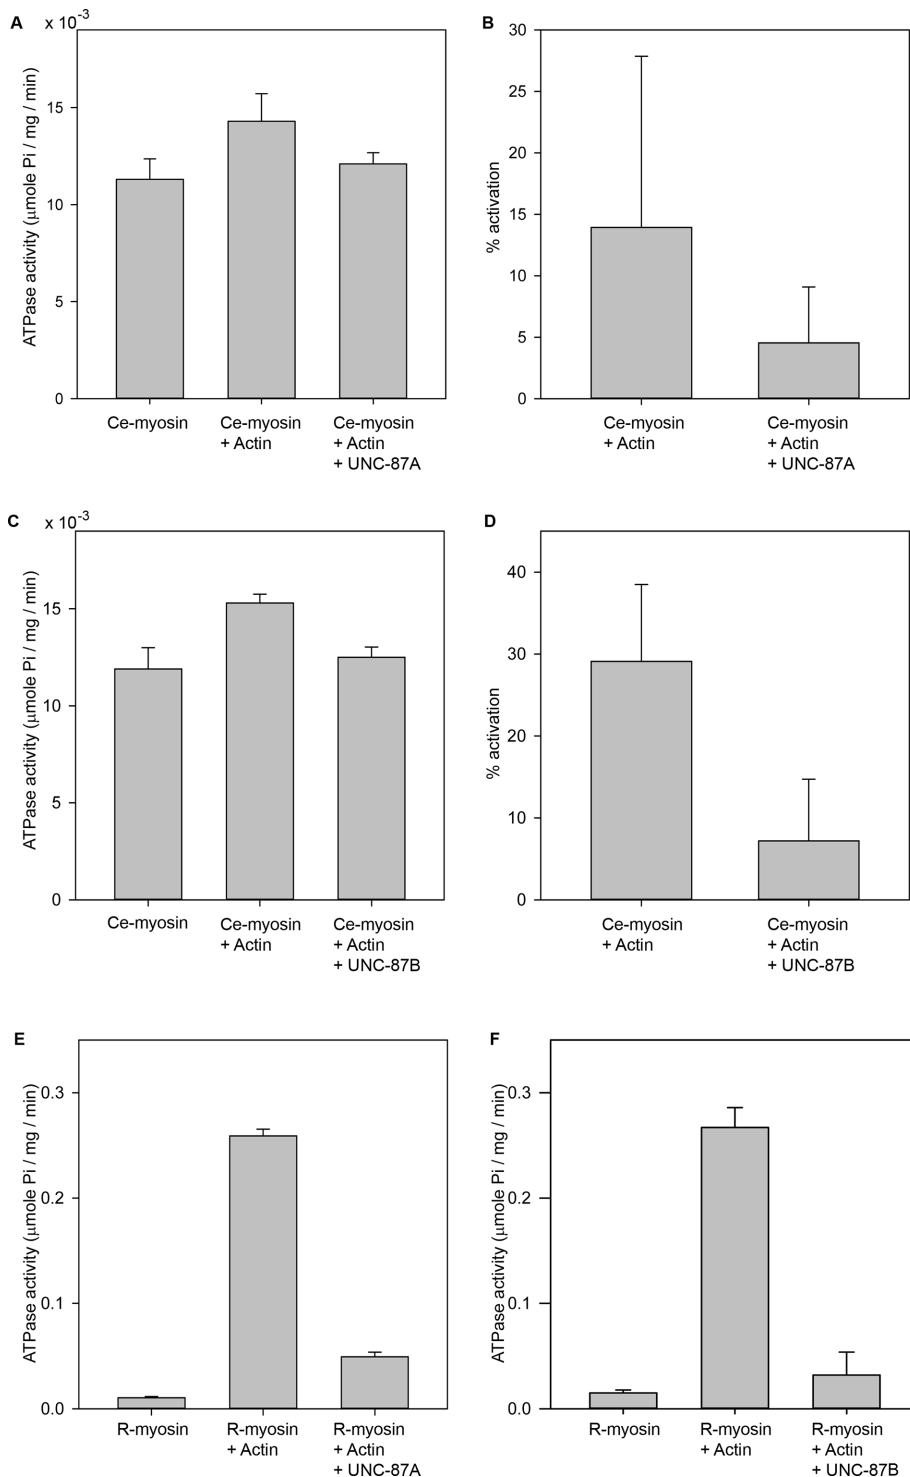 A
x 10-3
ATPase activity (μmole Pi / mg / min)
15
10
5
0
Ce-myosin
Ce-myosin
+ Actin
Ce-myosin
+ Actin
+ UNC-87A
B
% activation
30
25
20
15
10
5
0
Ce-myosin
+ Actin
Ce-myosin
+ Actin
+ UNC-87A
C
x 10-3
ATPase activity (μmole Pi / mg / min)
15
10
5
0
Ce-myosin
Ce-myosin
+ Actin
Ce-myosin
+ Actin
+ UNC-87B
D
% activation
40
30
20
10
0
Ce-myosin
+ Actin
Ce-myosin
+ Actin
+ UNC-87B
E
ATPase activity (μmole Pi / mg / min)
0.3
0.2
0.1
0.0
R-myosin
R-myosin
+ Actin
R-myosin
+ Actin
+ UNC-87A
F
ATPase activity (μmole Pi / mg / min)
0.3
0.2
0.1
0.0
R-myosin
R-myosin
+ Actin
R-myosin
+ Actin
+ UNC-87B